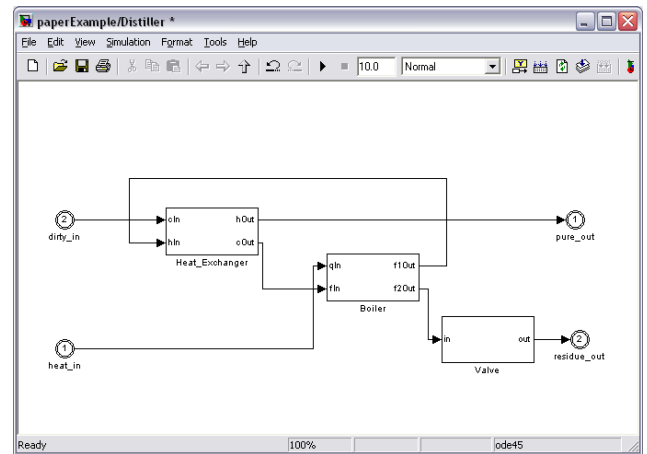 paperExample/Distiller *
File Edit View Simulation Format Tools Help
10.0 Normal
2
dirty_in
cIn hOut
hIn cOut
Heat_Exchanger
1
pure_out
qIn f1Out
fIn f2Out
Boiler
1
heat_in
in out
Valve
2
residue_out
Ready 100% ode45